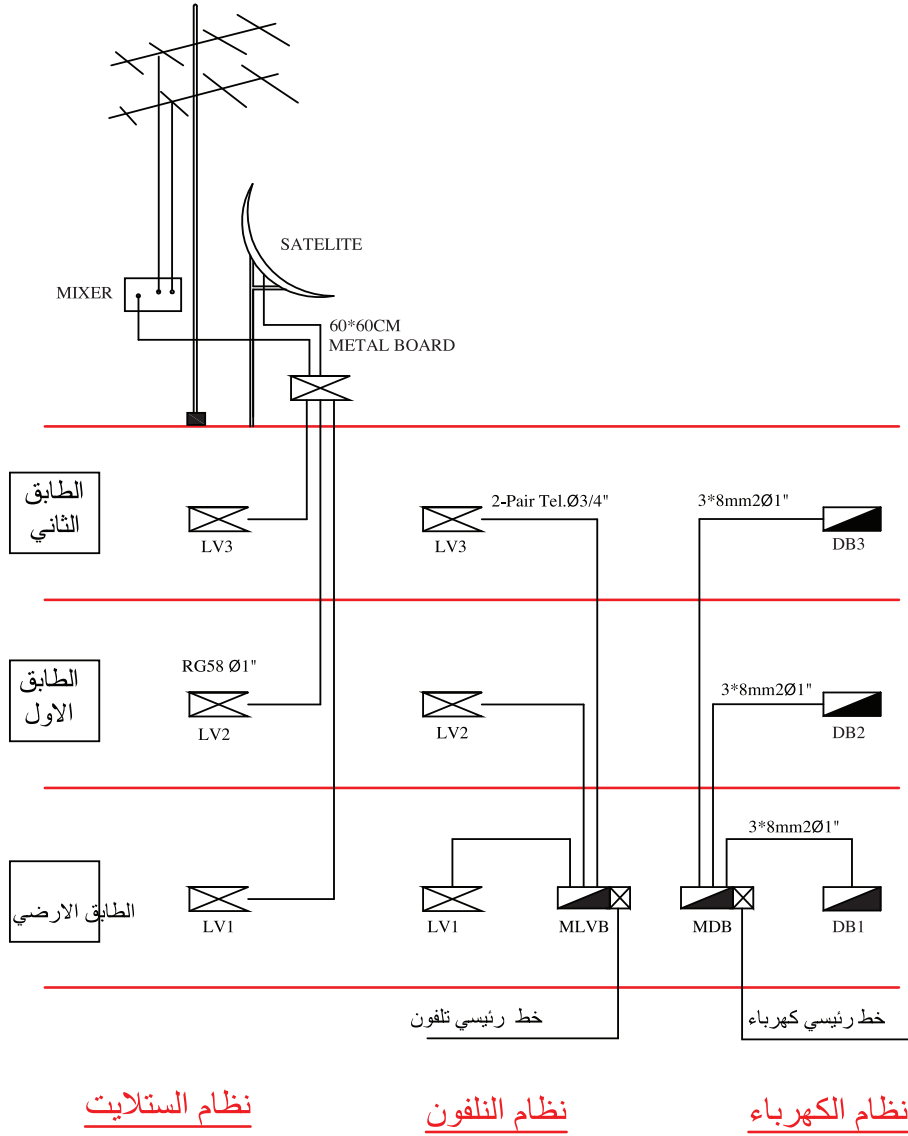 SATELITE
MIXER
60*60CM
METAL BOARD
الطابق
الثاني
LV3
2-Pair Tel.Ø3/4"
LV3
3*8mm2Ø1"
DB3
الطابق
الاول
RG58 Ø1"
LV2
LV2
3*8mm2Ø1"
DB2
الطابق الارضي
LV1
LV1
MLVB
MDB
3*8mm2Ø1"
DB1
خط رئيسي تلفون
خط رئيسي كهرباء
نظام الستلايت
نظام النلفون
نظام الكهرباء